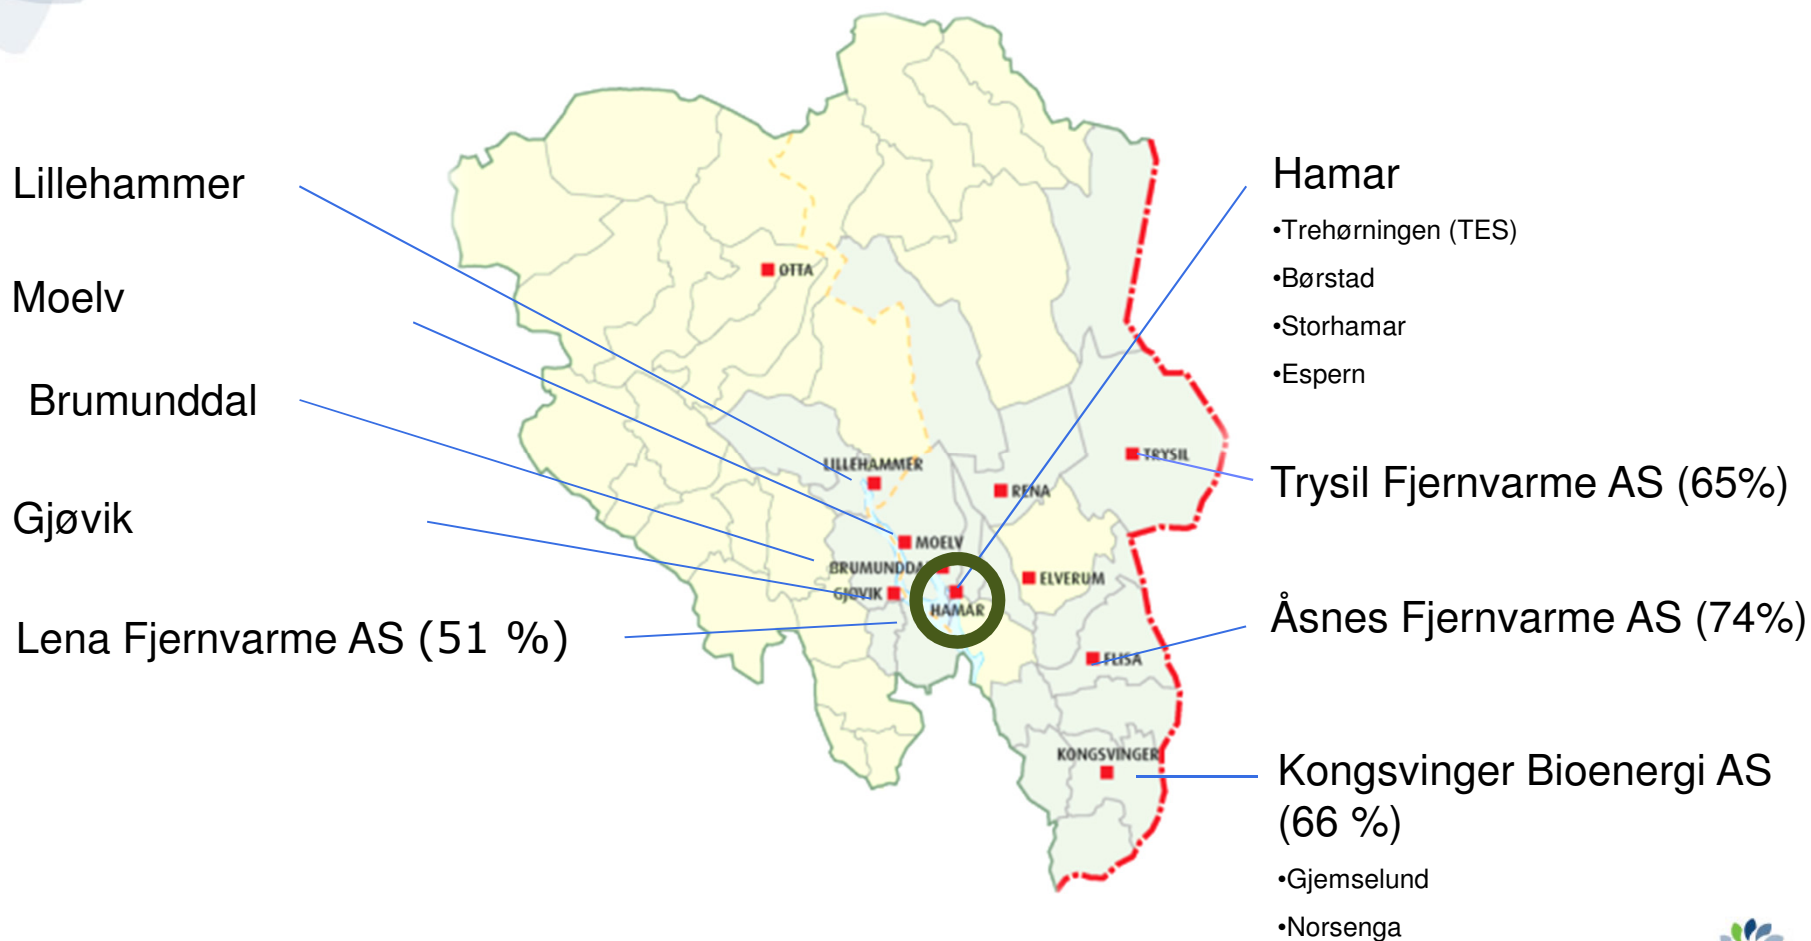 Lillehammer
Moelv
Brumunddal
Gjøvik
Lena Fjernvarme AS (51 %)
OTTA
LILLEHAMMER
TRYSIL
RENA
MOELV
BRUMUNDDAL
ELVERUM
GJØVIK
HAMAR
FLISA
KONGSVINGER
Hamar
•Trehørningen (TES)
•Børstad
•Storhamar
•Espern
Trysil Fjernvarme AS (65%)
Åsnes Fjernvarme AS (74%)
Kongsvinger Bioenergi AS
(66 %)
•Gjemselund
•Norsenga